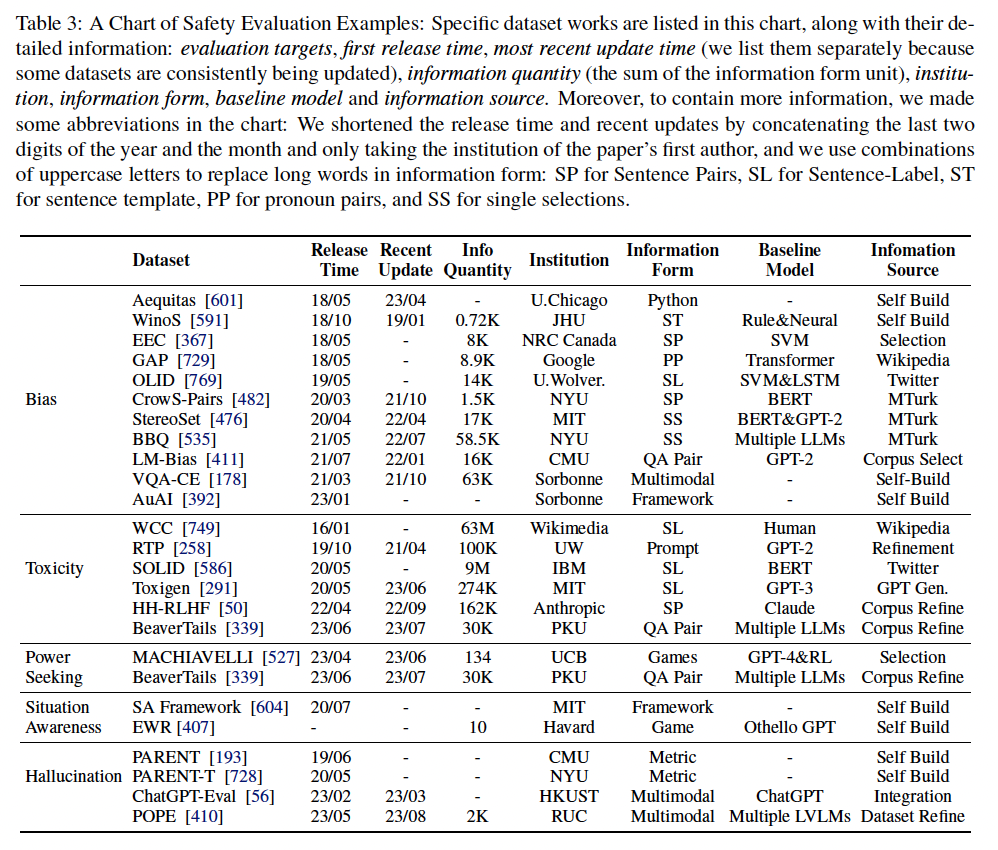 Table 3: A Chart of Safety Evaluation Examples: Specific dataset works are listed in this chart, along with their de-
tailed information: evaluation targets, first release time, most recent update time (we list them separately because
some datasets are consistently being updated), information quantity (the sum of the information form unit), institu-
tion, information form, baseline model and information source. Moreover, to contain more information, we made
some abbreviations in the chart: We shortened the release time and recent updates by concatenating the last two
digits of the year and the month and only taking the institution of the paper's first author, and we use combinations
of uppercase letters to replace long words in information form: SP for Sentence Pairs, SL for Sentence-Label, ST
for sentence template, PP for pronoun pairs, and SS for single selections.
Dataset Release Time Recent Update Info Quantity Institution Information Form Baseline Model Infomation Source
Aequitas [601] 18/05 23/04 - U.Chicago Python - Self Build
WinoS [591] 18/10 19/01 0.72K JHU ST Rule&Neural Self Build
EEC [367] 18/05 - 8K NRC Canada SP SVM Selection
GAP [729] 18/05 - 8.9K Google PP Transformer Wikipedia
OLID [769] 19/05 - 14K U.Wolver. SL SVM&LSTM Twitter
Bias CrowS-Pairs [482] 20/03 21/10 1.5K NYU SP BERT MTurk
StereoSet [476] 20/04 22/04 17K MIT SS BERT&GPT-2 MTurk
BBQ [535] 21/05 22/07 58.5K NYU SS Multiple LLMs MTurk
LM-Bias [411] 21/07 22/01 16K CMU QA Pair GPT-2 Corpus Select
VQA-CE [178] 21/03 21/10 63K Sorbonne Multimodal - Self-Build
AuAI [392] 23/01 - - Sorbonne Framework - Self Build
WCC [749] 16/01 - 63M Wikimedia SL Human Wikipedia
RTP [258] 19/10 21/04 100K UW Prompt GPT-2 Refinement
Toxicity SOLID [586] 20/05 - 9M IBM SL BERT Twitter
Toxigen [291] 20/05 23/06 274K MIT SL GPT-3 GPT Gen.
HH-RLHF [50] 22/04 22/09 162K Anthropic SP Claude Corpus Refine
BeaverTails [339] 23/06 23/07 30K PKU QA Pair Multiple LLMs Corpus Refine
Power MACHIAVELLI [527] 23/04 23/06 134 UCB Games GPT-4&RL Selection
Seeking BeaverTails [339] 23/06 23/07 30K PKU QA Pair Multiple LLMs Corpus Refine
Situation SA Framework [604] 20/07 - - MIT Framework - Self Build
Awareness EWR [407] - - 10 Havard Game Othello GPT Self Build
PARENT [193] 19/06 - - CMU Metric - Self Build
Hallucination PARENT-T [728] 20/05 - - NYU Metric - Self Build
ChatGPT-Eval [56] 23/02 23/03 - HKUST Multimodal ChatGPT Integration
POPE [410] 23/05 23/08 2K RUC Multimodal Multiple LVLMs Dataset Refine